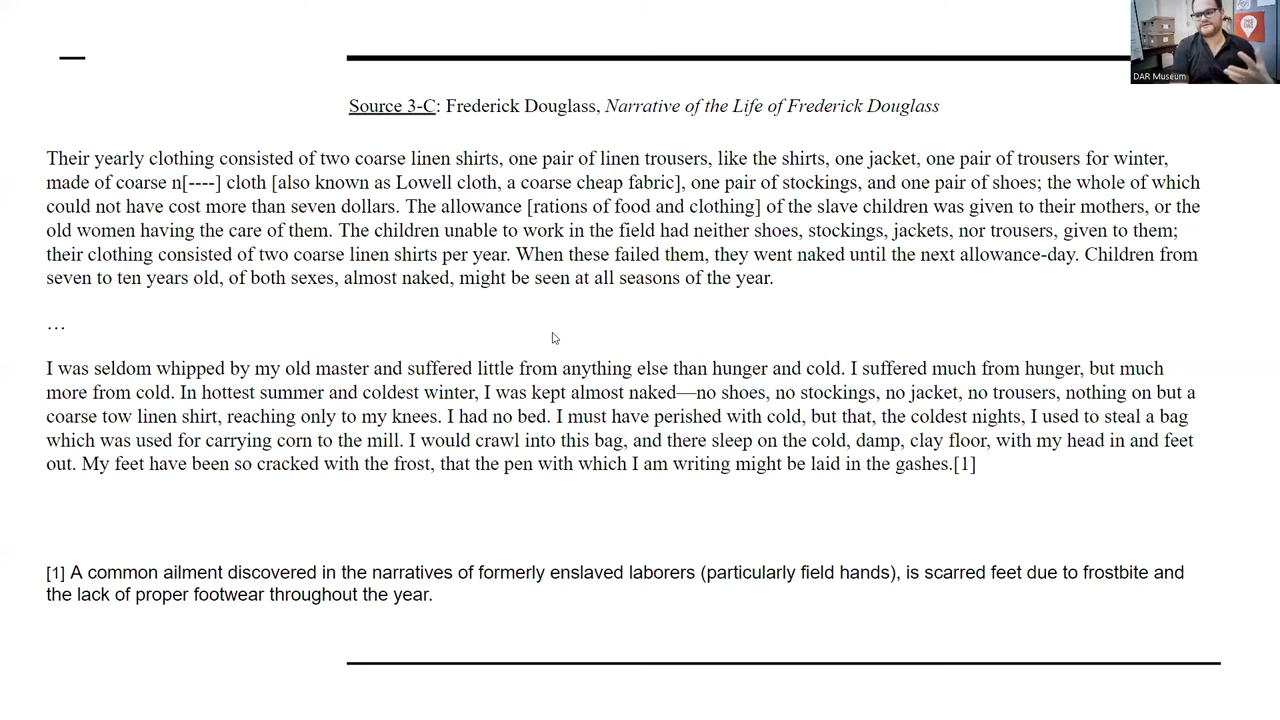 DAR Museum
Source 3-C: Frederick Douglass, Narrative of the Life of Frederick Douglass
Their yearly clothing consisted of two coarse linen shirts, one pair of linen trousers, like the shirts, one jacket, one pair of trousers for winter,
made of coarse n[----] cloth [also known as Lowell cloth, a coarse cheap fabric], one pair of stockings, and one pair of shoes; the whole of which
could not have cost more than seven dollars. The allowance [rations of food and clothing] of the slave children was given to their mothers, or the
old women having the care of them. The children unable to work in the field had neither shoes, stockings, jackets, nor trousers, given to them;
their clothing consisted of two coarse linen shirts per year. When these failed them, they went naked until the next allowance-day. Children from
seven to ten years old, of both sexes, almost naked, might be seen at all seasons of the year.
…
I was seldom whipped by my old master and suffered little from anything else than hunger and cold. I suffered much from hunger, but much
more from cold. In hottest summer and coldest winter, I was kept almost naked—no shoes, no stockings, no jacket, no trousers, nothing on but a
coarse tow linen shirt, reaching only to my knees. I had no bed. I must have perished with cold, but that, the coldest nights, I used to steal a bag
which was used for carrying corn to the mill. I would crawl into this bag, and there sleep on the cold, damp, clay floor, with my head in and feet
out. My feet have been so cracked with the frost, that the pen with which I am writing might be laid in the gashes.[1]
[1] A common ailment discovered in the narratives of formerly enslaved laborers (particularly field hands), is scarred feet due to frostbite and
the lack of proper footwear throughout the year.